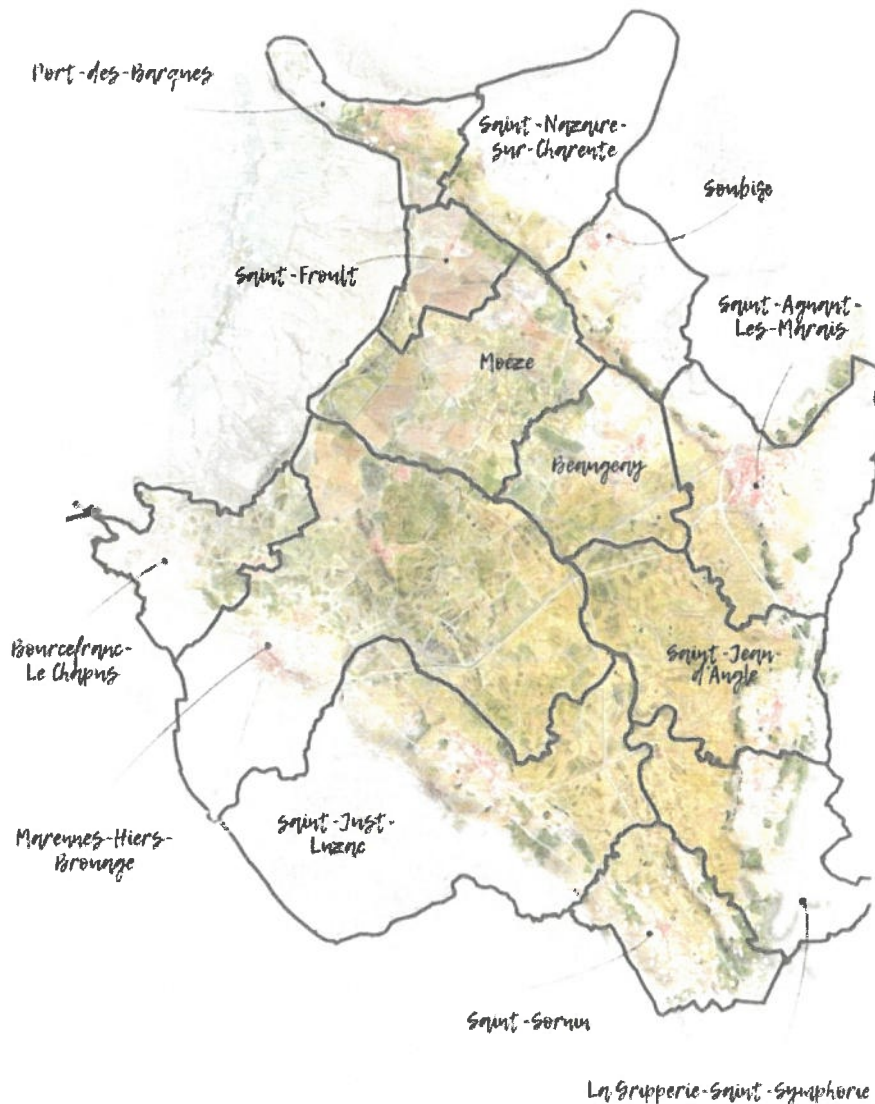 Port-des-Barques
Saint-Nazaire-
sur-Charente
Soubise
Saint-Froult
Saint-Agnant-
Les-Marais
Moëze
Beaugeay
Bourcefranc-
Le Chapus
Saint-Jean-
d'Angle
Marennes-Hiers-
Brouage
Saint-Just-
Luzac
Saint-Sornin
La Gripperie-Saint-Symphorie